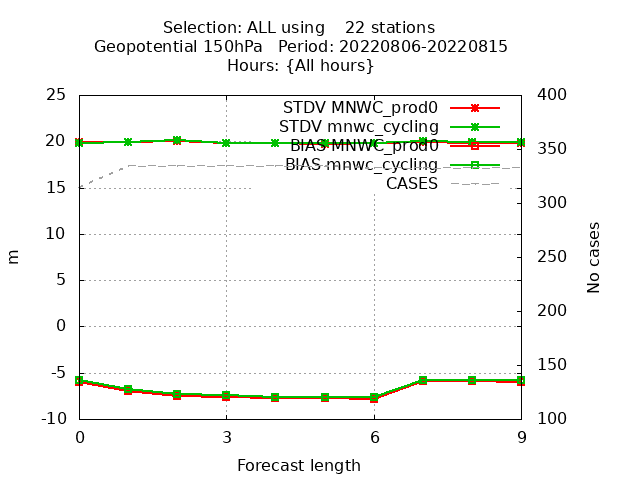 Selection: ALL using    22 stations
Geopotential 150hPa   Period: 20220806-20220815
Hours: {All hours}
25
20
15
10
5
0
-5
-10
m
400
350
300
250
200
150
100
No cases
STDV MNWC_prod0
STDV mnwc_cycling
BIAS MNWC_prod0
BIAS mnwc_cycling
CASES
0
3
6
9
Forecast length